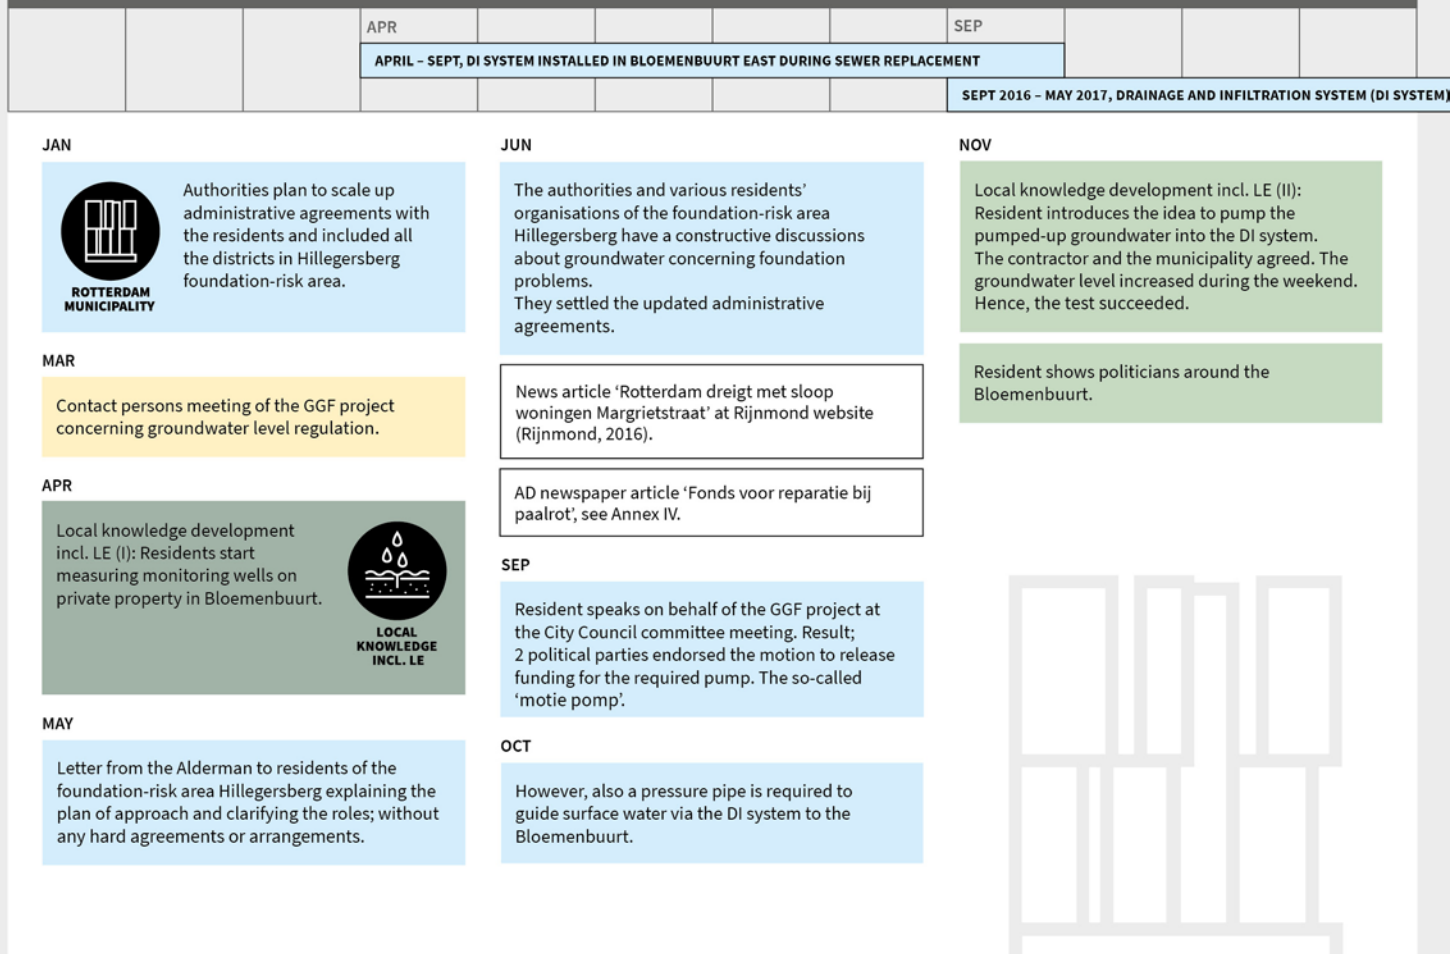 APR
SEP
APRIL – SEPT, DI SYSTEM INSTALLED IN BLOEMENBUURT EAST DURING SEWER REPLACEMENT
SEPT 2016 – MAY 2017, DRAINAGE AND INFILTRATION SYSTEM (DI SYSTEM)
JAN
ROTTERDAM
MUNICIPALITY
Authorities plan to scale up
administrative agreements with
the residents and included all
the districts in Hillegersberg
foundation-risk area.
MAR
Contact persons meeting of the GGF project
concerning groundwater level regulation.
APR
Local knowledge development
incl. LE (I): Residents start
measuring monitoring wells on
private property in Bloemenbuurt.
LOCAL
KNOWLEDGE
INCL. LE
MAY
Letter from the Alderman to residents of the
foundation-risk area Hillegersberg explaining the
plan of approach and clarifying the roles; without
any hard agreements or arrangements.
JUN
The authorities and various residents’
organisations of the foundation-risk area
Hillegersberg have a constructive discussions
about groundwater concerning foundation
problems.
They settled the updated administrative
agreements.
News article ‘Rotterdam dreigt met sloop
woningen Margrietstraat’ at Rijnmond website
(Rijnmond, 2016).
AD newspaper article ‘Fonds voor reparatie bij
paalrot’, see Annex IV.
SEP
Resident speaks on behalf of the GGF project at
the City Council committee meeting. Result;
2 political parties endorsed the motion to release
funding for the required pump. The so-called
‘motie pomp’.
OCT
However, also a pressure pipe is required to
guide surface water via the DI system to the
Bloemenbuurt.
NOV
Local knowledge development incl. LE (II):
Resident introduces the idea to pump the
pumped-up groundwater into the DI system.
The contractor and the municipality agreed. The
groundwater level increased during the weekend.
Hence, the test succeeded.
Resident shows politicians around the
Bloemenbuurt.